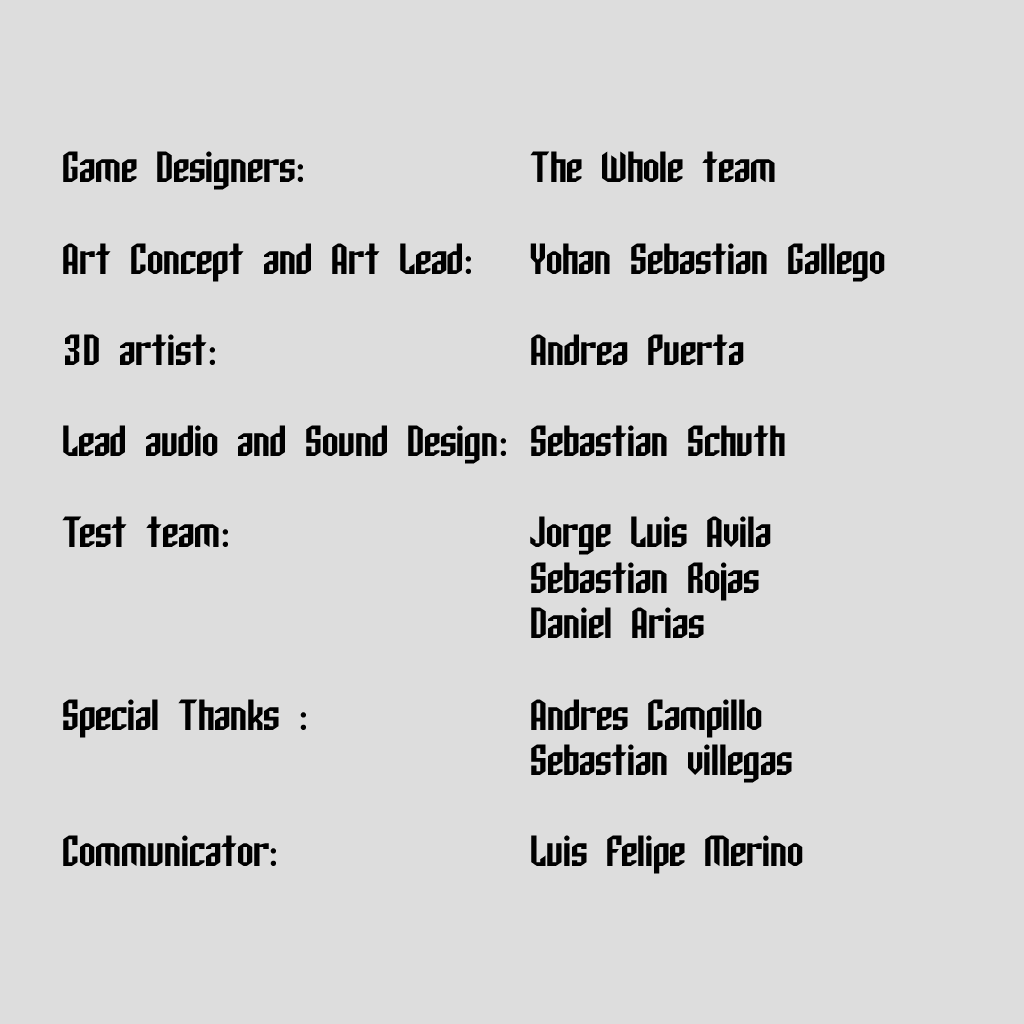 Game Designers: The Whole team
Art Concept and Art Lead: Yohan Sebastian Gallego
3D artist: Andrea Puerta
Lead audio and Sound Design: Sebastian Schuth
Test team: Jorge Luis Avila
Sebastian Rojas
Daniel Arias
Special Thanks : Andres Campillo
Sebastian villegas
Communicator: Luis Felipe Merino